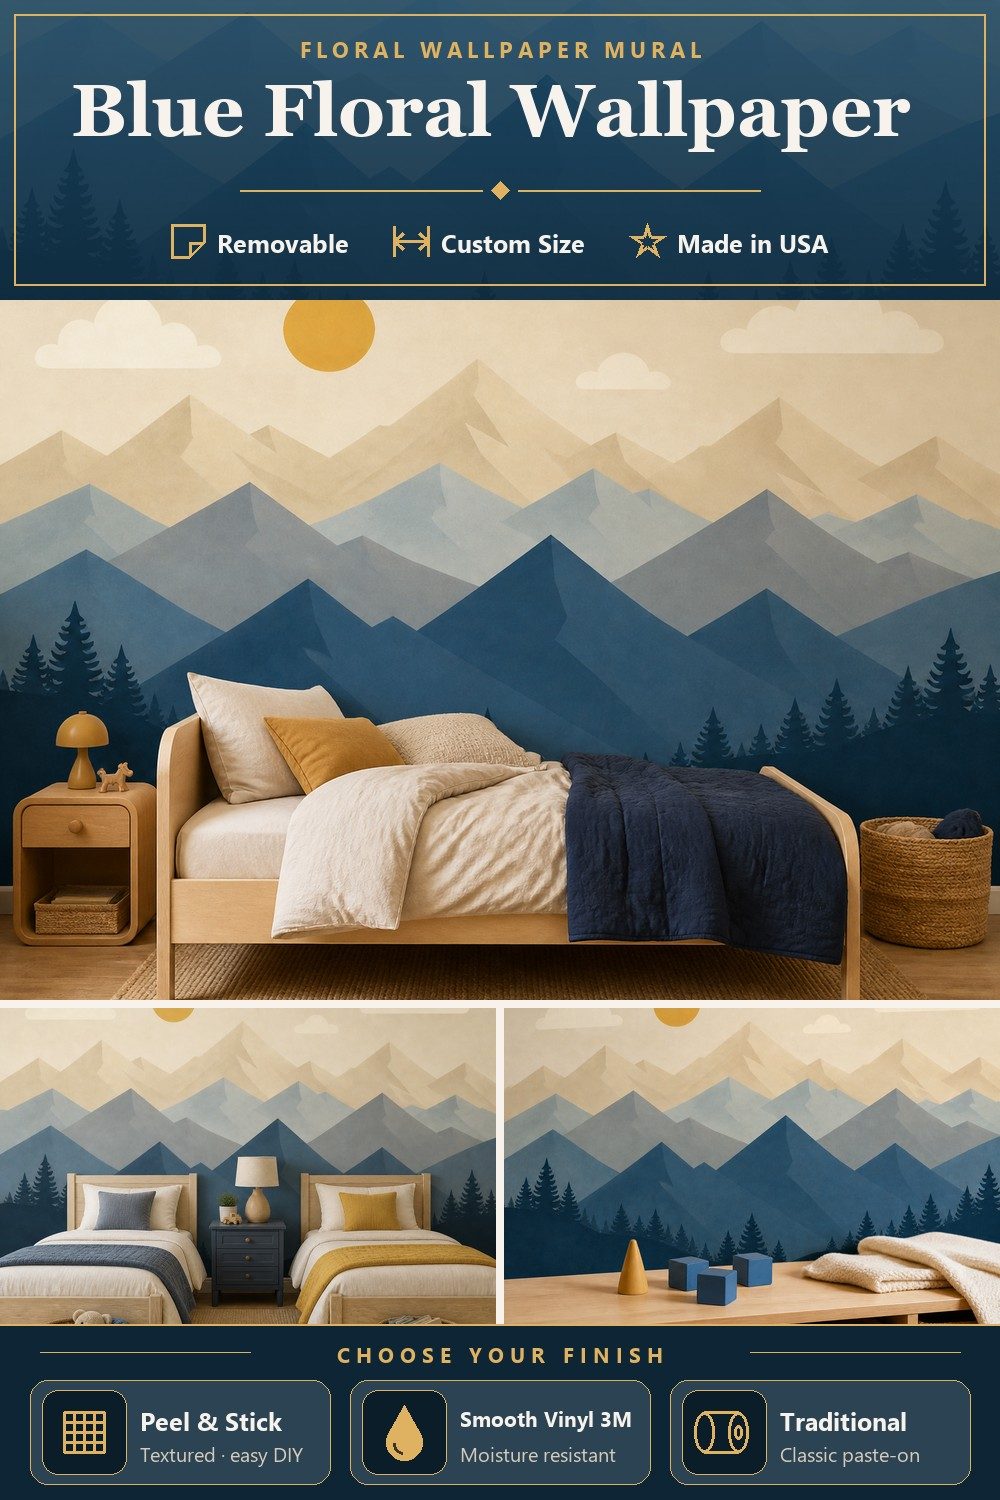 FLORAL WALLPAPER MURAL
Blue Floral Wallpaper
Removable
Custom Size
Made in USA
CHOOSE YOUR FINISH
Peel & Stick
Textured · easy DIY
Smooth Vinyl 3M
Moisture resistant
Traditional
Classic paste-on